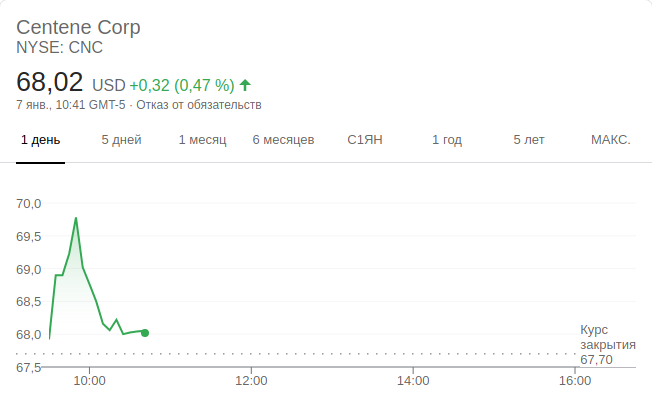 Centene Corp
NYSE: CNC
68,02 USD +0,32 (0,47 %)
7 янв., 10:41 GMT-5 · Отказ от обязательств
1 день 5 дней 1 месяц 6 месяцев С1ЯН 1 год 5 лет МАКС.
70,0
69,5
69,0
68,5
68,0
67,5
Курс
закрытия
67,70
10:00 12:00 14:00 16:00